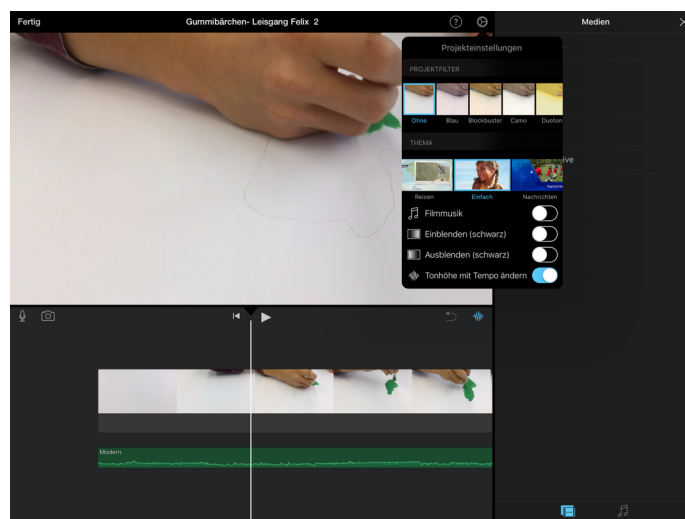 Fertig
Gummibärchen- Leisgang Felix 2
?
Medien
Projekteinstellungen
PROJEKTFILTER
Ohne Blau Blockbuster Camo Duoton
THEMA
ive
Reisen Einfach Nachrichten
Filmmusik
Einblenden (schwarz)
Ausblenden (schwarz)
Tonhöhe mit Tempo ändern
Modern